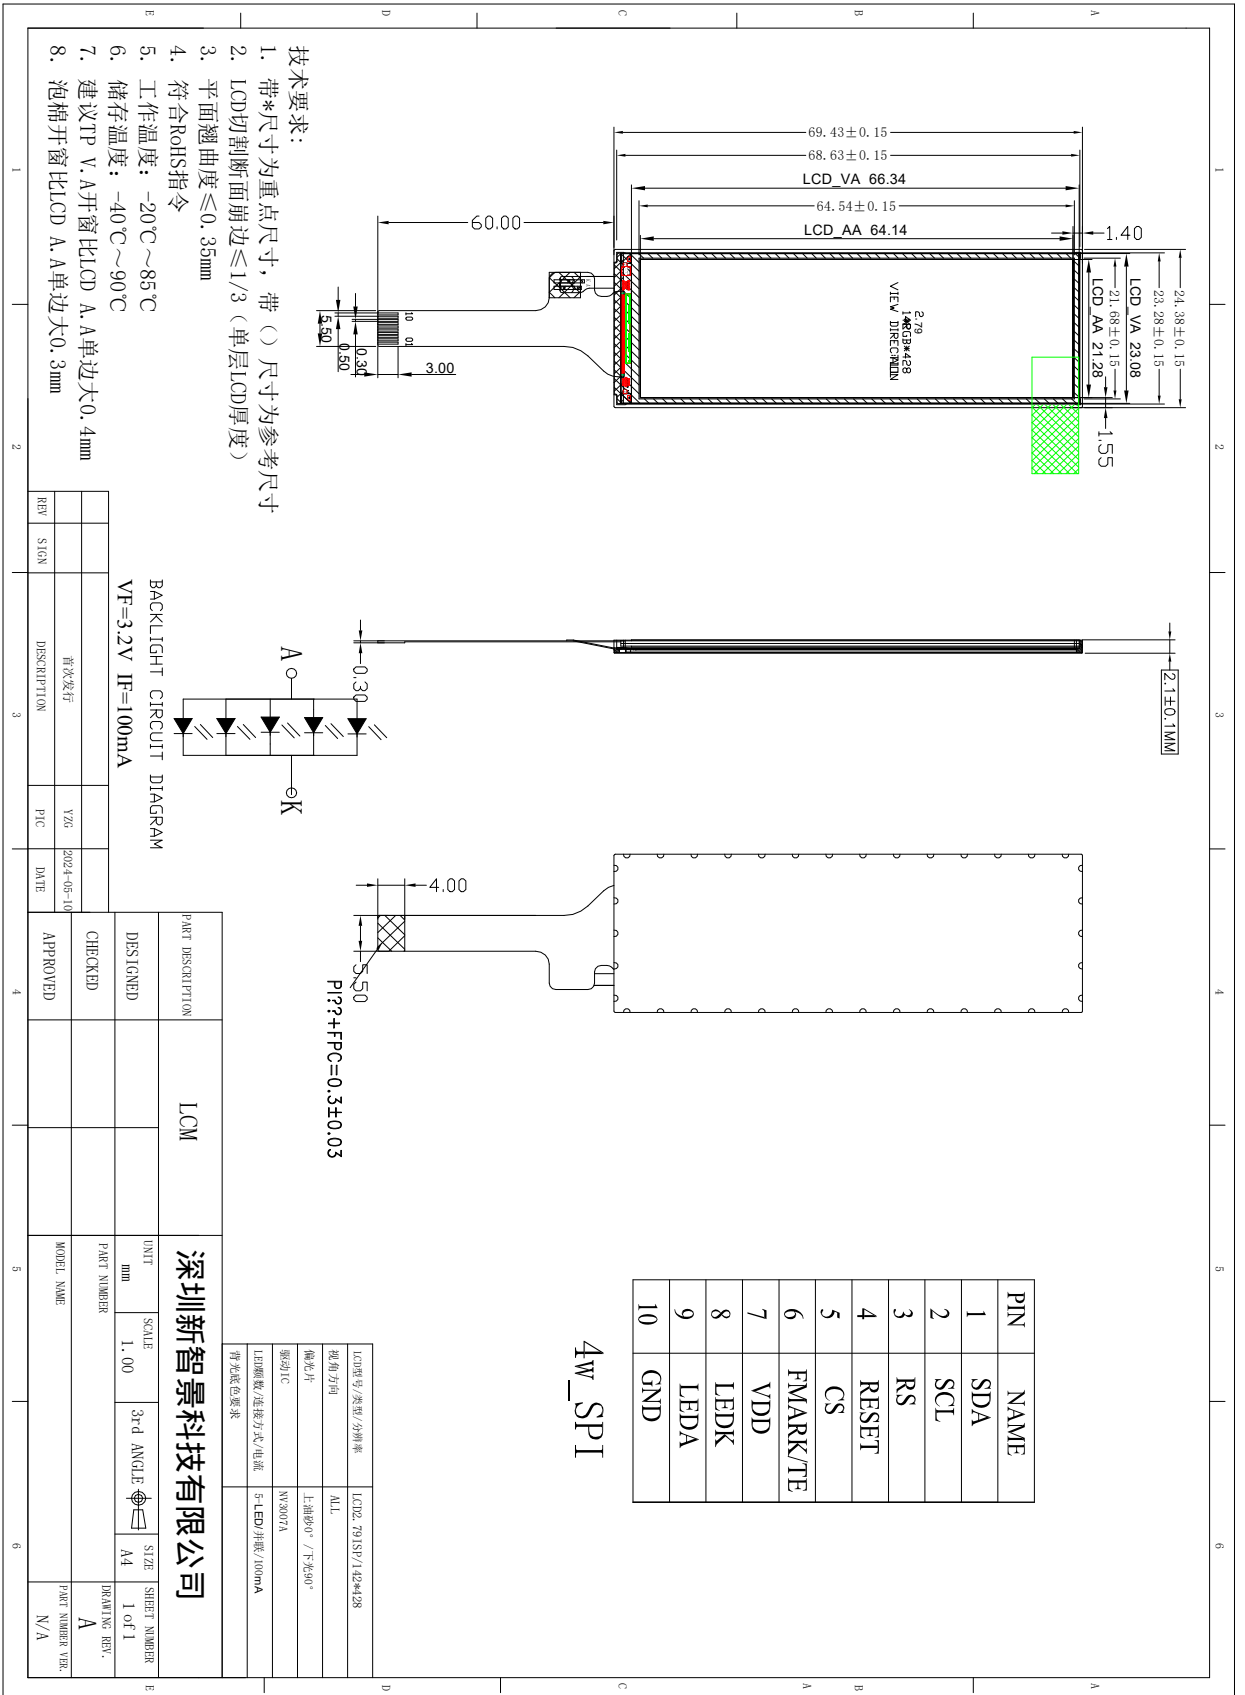 技术要求:
1. 带*尺寸为重点尺寸, 带 () 尺寸为参考尺寸
2. LCD切割断面崩边≤1/3 (单层LCD厚度)
3. 平面翘曲度≤0.35mm
4. 符合RoHS指令
5. 工作温度: -20℃~85℃
6. 储存温度: -40℃~90℃
7. 建议TP V.A开窗比LCD A.A单边大0.4mm
8. 泡棉开窗比LCD A.A单边大0.3mm
69.43±0.15
68.63±0.15
LCD_VA 66.34
64.54±0.15
LCD_AA 64.14
60.00
1.40
24.38±0.15
23.28±0.15
LCD_VA 23.08
21.68±0.15
LCD_AA 21.28
1.55
2.79
VIEW
10
01
5.50
0.50
0.30
3.00
2.1±0.1MM
0.30
4.00
5.50
PI??+FPC=0.3±0.03
A
K
BACKLIGHT CIRCUIT DIAGRAM
VF=3.2V IF=100mA
PIN NAME
1 SDA
2 SCL
3 RS
4 RESET
5 CS
6 FMARK/TE
7 VDD
8 LEDK
9 LEDA
10 GND
4w_SPI
LCD型号/类型/分辨率 LCD2.79ISP/142*428
视角方向 ALL
偏光片 上油砂0° /下光90°
驱动IC NV3007A
LED颗数/连接方式/电流 5-LED/并联/100mA
背光底色要求
首次发行 YZG 2024-05-10
REV SIGN DESCRIPTION PIC DATE
PART DESCRIPTION LCM
DESIGNED
CHECKED
APPROVED
深圳新智景科技有限公司
UNIT mm
SCALE 1.00
3rd ANGLE
SIZE A4
SHEET NUMBER 1 of 1
PART NUMBER
DRAWING REV. A
MODEL NAME
PART NUMBER VER. N/A
1 2 3 4 5 6
1 2 3 4 5 6
E D C B A
E D C A B A